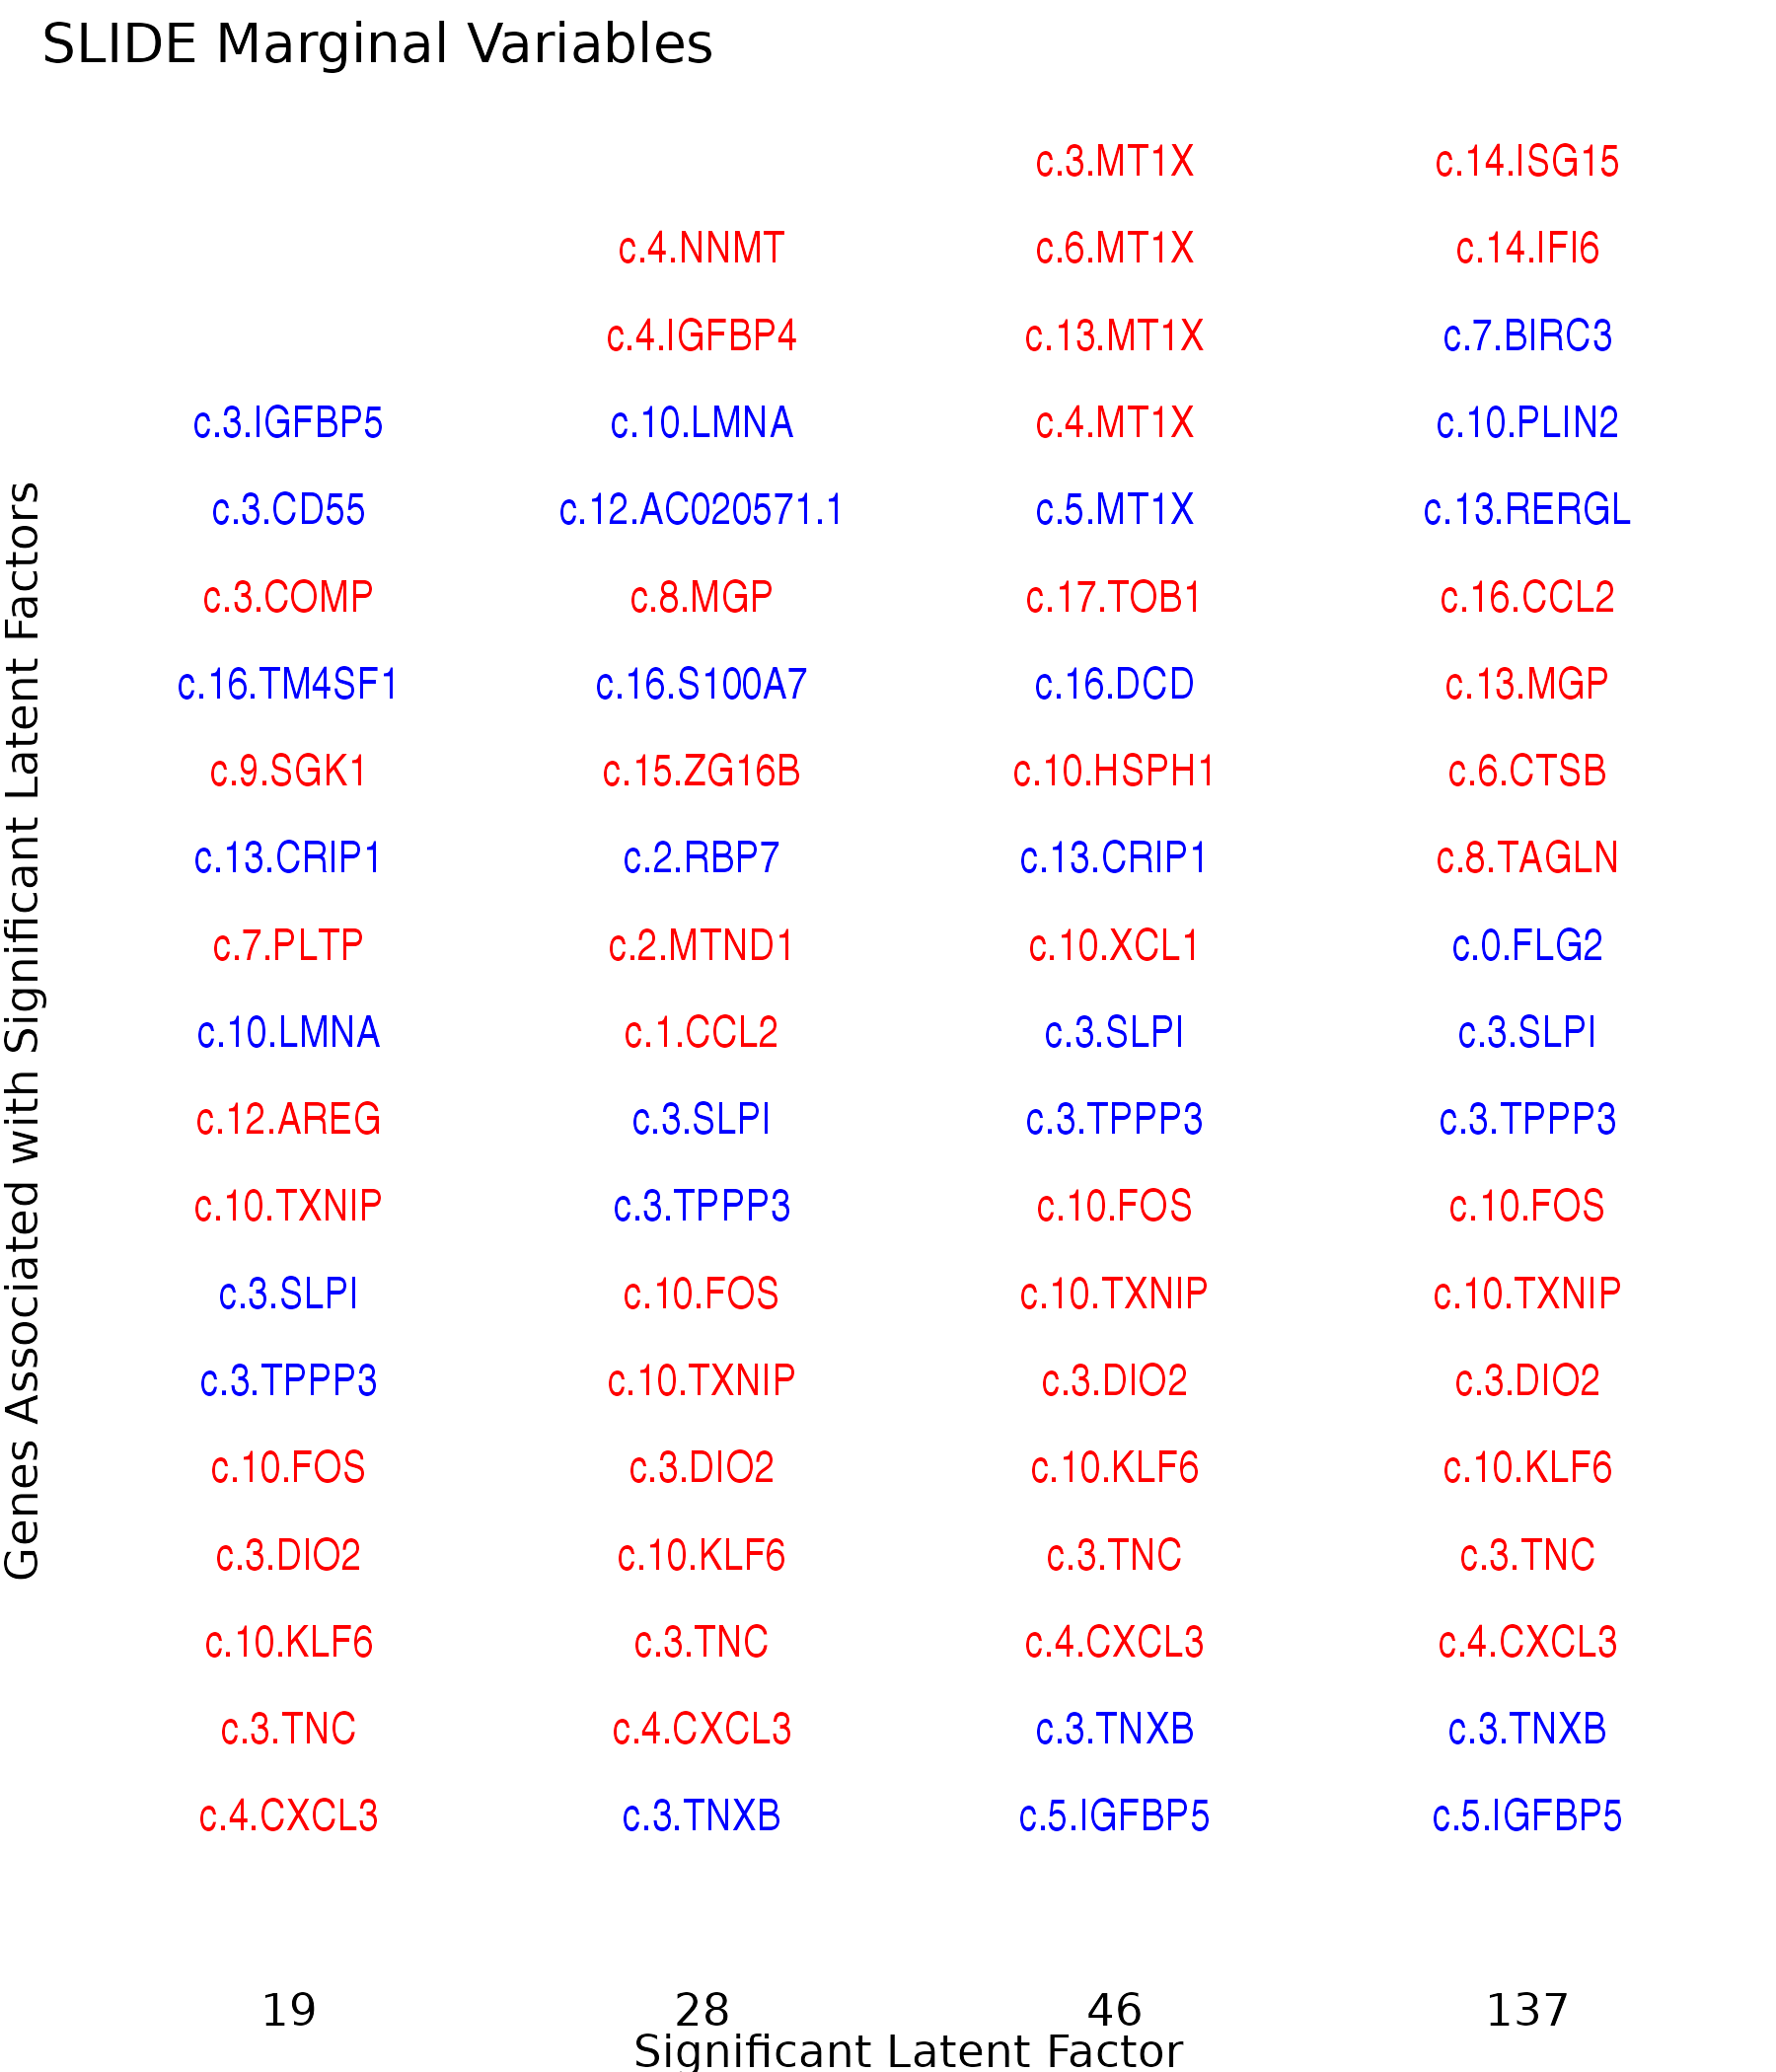 SLIDE Marginal Variables
c.3.MT1X c.14.ISG15
c.4.NNMT c.6.MT1X c.14.IFI6
c.4.IGFBP4 c.13.MT1X c.7.BIRC3
c.3.IGFBP5 c.10.LMNA c.4.MT1X c.10.PLIN2
c.3.CD55 c.12.AC020571.1 c.5.MT1X c.13.RERGL
c.3.COMP c.8.MGP c.17.TOB1 c.16.CCL2
c.16.TM4SF1 c.16.S100A7 c.16.DCD c.13.MGP
c.9.SGK1 c.15.ZG16B c.10.HSPH1 c.6.CTSB
c.13.CRIP1 c.2.RBP7 c.13.CRIP1 c.8.TAGLN
c.7.PLTP c.2.MTND1 c.10.XCL1 c.0.FLG2
c.10.LMNA c.1.CCL2 c.3.SLPI c.3.SLPI
c.12.AREG c.3.SLPI c.3.TPPP3 c.3.TPPP3
c.10.TXNIP c.3.TPPP3 c.10.FOS c.10.FOS
c.3.SLPI c.10.FOS c.10.TXNIP c.10.TXNIP
c.3.TPPP3 c.10.TXNIP c.3.DIO2 c.3.DIO2
c.10.FOS c.3.DIO2 c.10.KLF6 c.10.KLF6
c.3.DIO2 c.10.KLF6 c.3.TNC c.3.TNC
c.10.KLF6 c.3.TNC c.4.CXCL3 c.4.CXCL3
c.3.TNC c.4.CXCL3 c.3.TNXB c.3.TNXB
c.4.CXCL3 c.3.TNXB c.5.IGFBP5 c.5.IGFBP5
19 28 46 137
Significant Latent Factor
Genes Associated with Significant Latent Factors